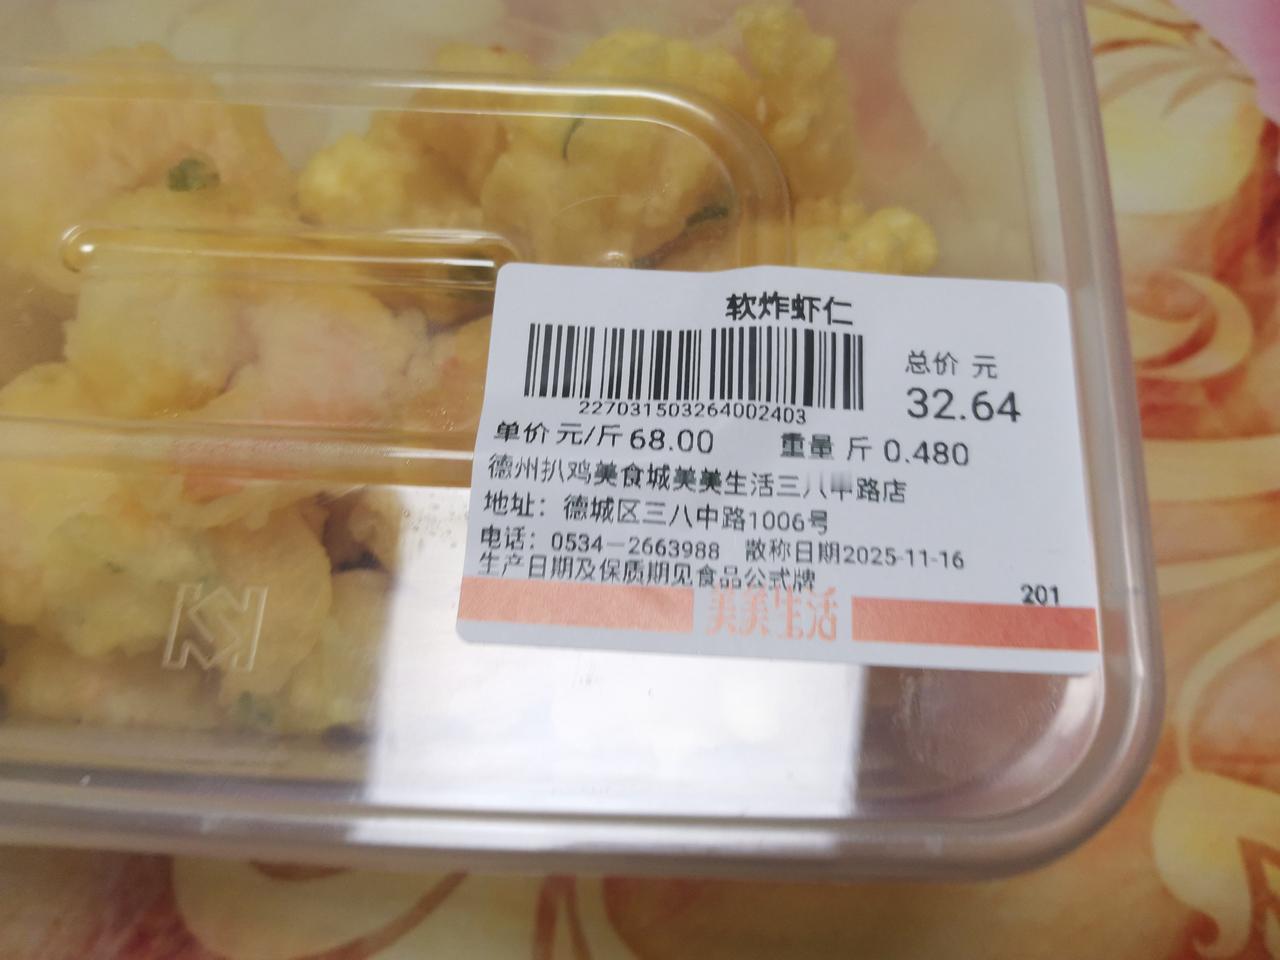 软炸虾仁
227031503264002403
总价 元
32.64
单价 元/斤 68.00 重量 斤 0.480
德州扒鸡美食城美美生活三八中路店
地址：德城区三八中路1006号
电话：0534－2663988 散称日期2025-11-16
生产日期及保质期见食品公式牌
201
美美生活